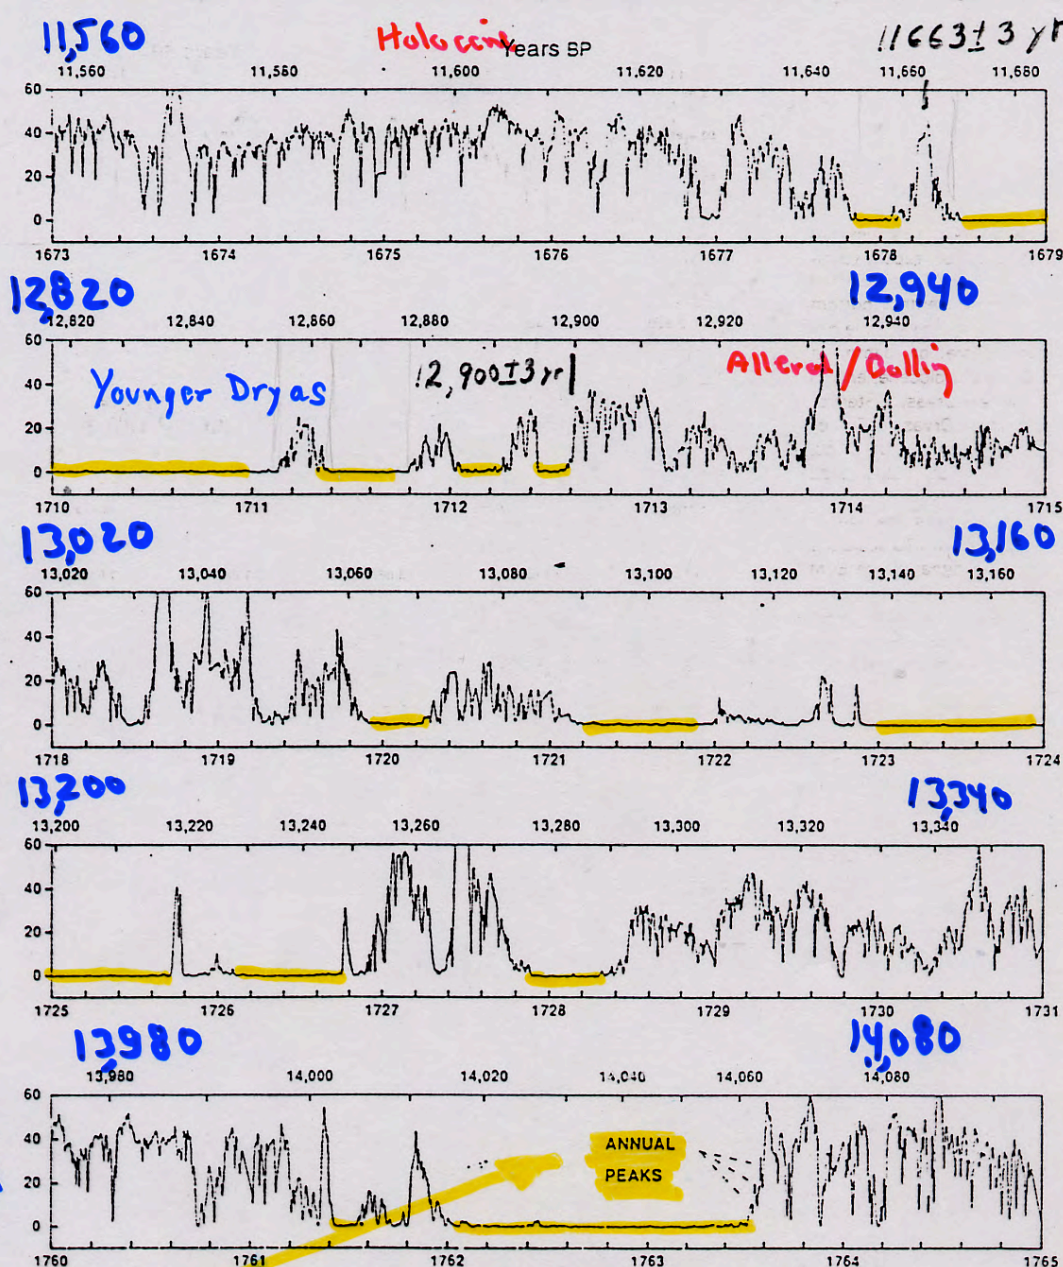 11,560 Holocene Years BP 11663± 3 yr
11,560 11,580 11,600 11,620 11,640 11,660 11,680
60
40
20
0
1673 1674 1675 1676 1677 1678 1679
12,820 12,940
12,820 12,840 12,860 12,880 12,900 12,920 12,940
60
Younger Dryas 12,900±3 yr Allerod/Bollin
40
20
0
1710 1711 1712 1713 1714 1715
13,020 13,160
13,020 13,040 13,060 13,080 13,100 13,120 13,140 13,160
60
40
20
0
1718 1719 1720 1721 1722 1723 1724
13,200 13,340
13,200 13,220 13,240 13,260 13,280 13,300 13,320 13,340
60
40
20
0
1725 1726 1727 1728 1729 1730 1731
13,980 14,080
13,980 14,000 14,020 14,040 14,060 14,080
60
40
ANNUAL
PEAKS
20
0
1760 1761 1762 1763 1764 1765